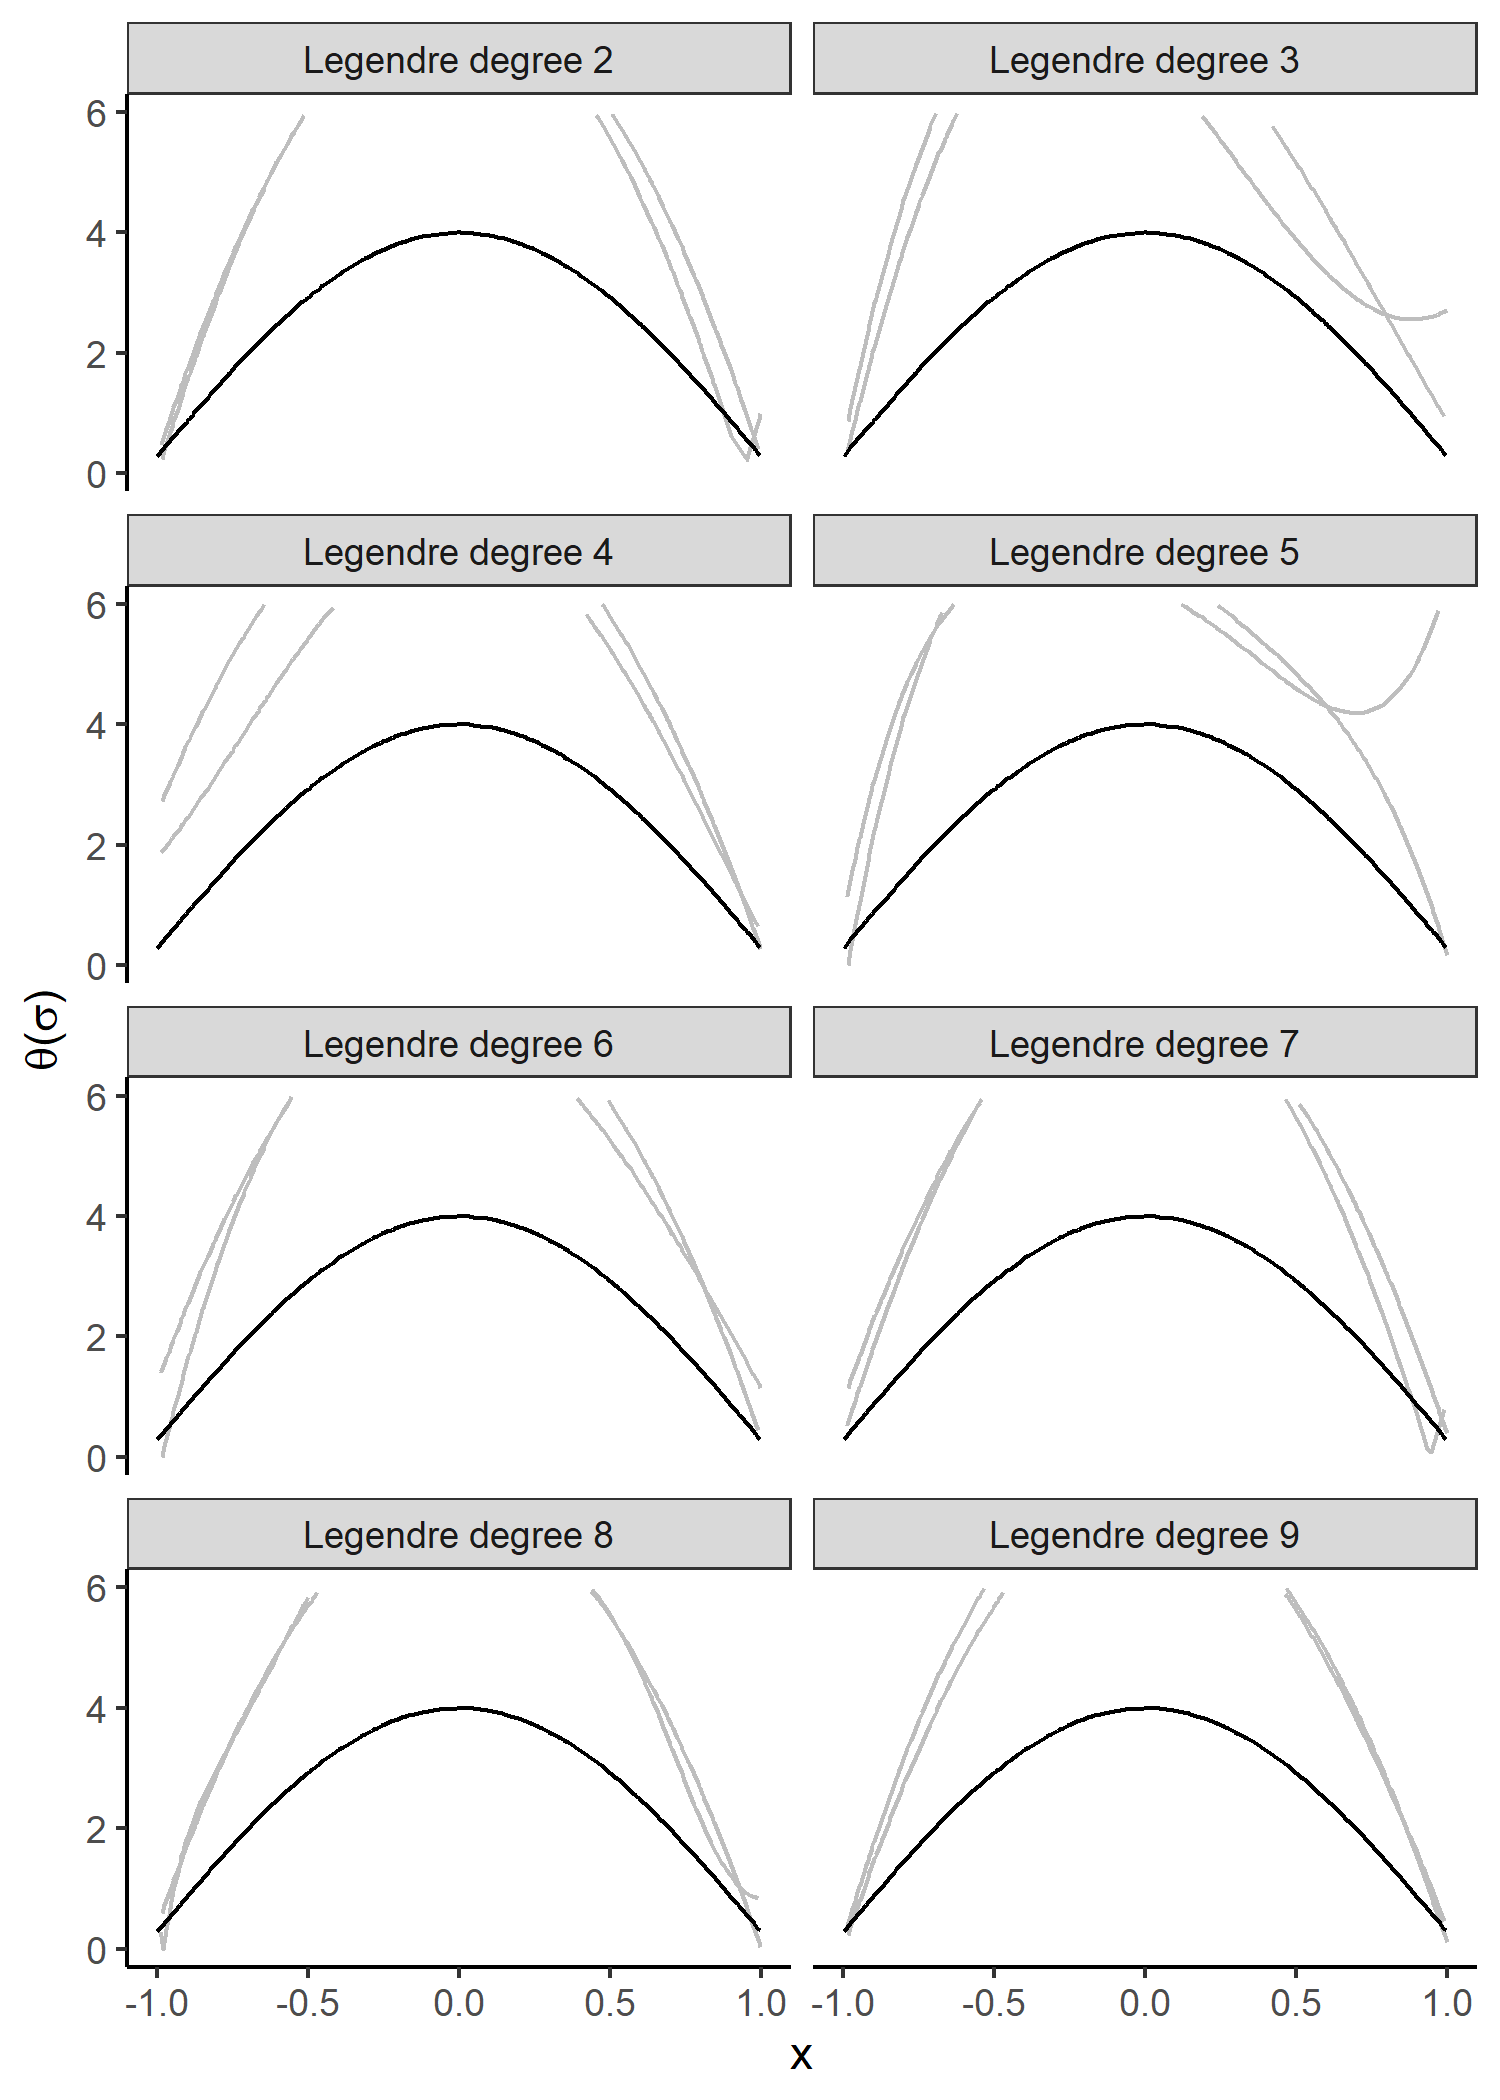 Legendre degree 2
Legendre degree 3
6
4
2
0
Legendre degree 4
Legendre degree 5
6
4
2
0
θ(σ)
Legendre degree 6
Legendre degree 7
6
4
2
0
Legendre degree 8
Legendre degree 9
6
4
2
0
-1.0 -0.5 0.0 0.5 1.0 -1.0 -0.5 0.0 0.5 1.0
x